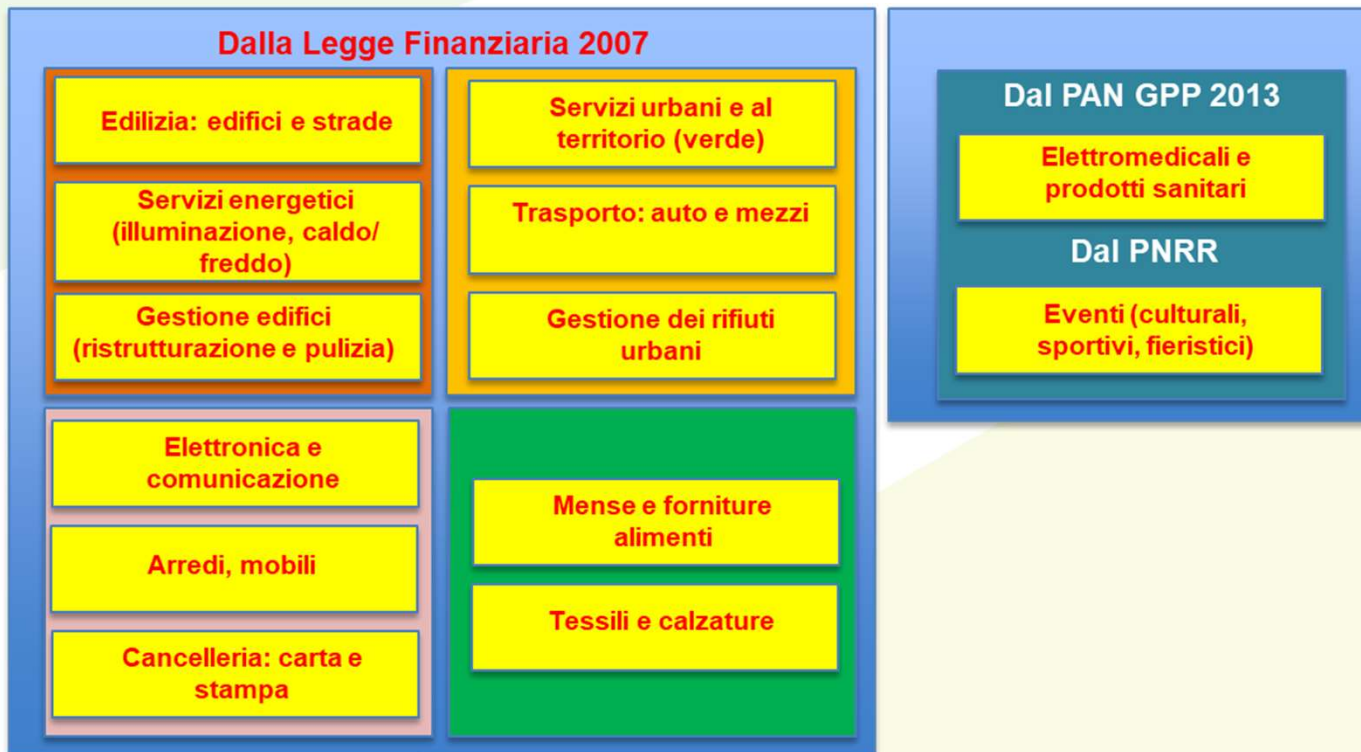 Dalla Legge Finanziaria 2007
Edilizia: edifici e strade
Servizi energetici
(illuminazione, caldo/
freddo)
Gestione edifici
(ristrutturazione e pulizia)
Servizi urbani e al
territorio (verde)
Trasporto: auto e mezzi
Gestione dei rifiuti
urbani
Elettronica e
comunicazione
Arredi, mobili
Cancelleria: carta e
stampa
Mense e forniture
alimenti
Tessili e calzature
Dal PAN GPP 2013
Elettromedicali e
prodotti sanitari
Dal PNRR
Eventi (culturali,
sportivi, fieristici)